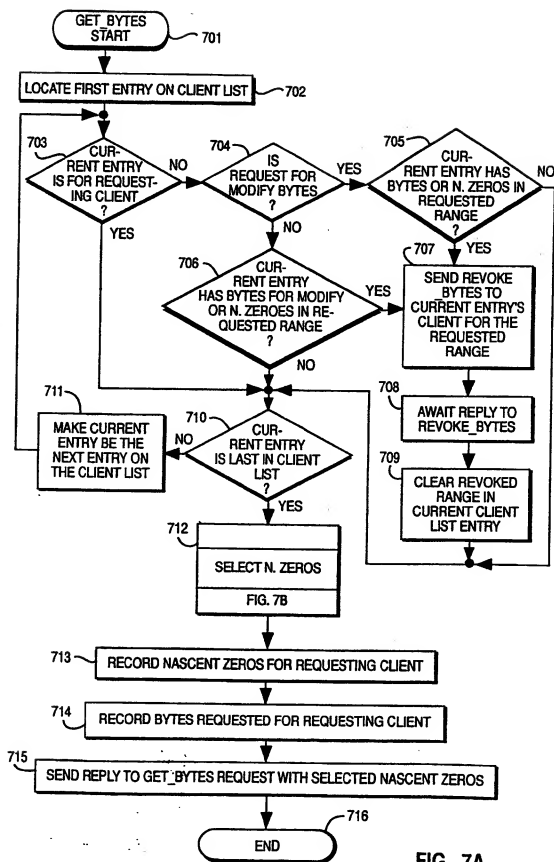 GET_BYTES
START
701
LOCATE FIRST ENTRY ON CLIENT LIST
702
703
CUR-
RENT ENTRY
IS FOR REQUEST-
ING CLIENT
?
NO
YES
704
IS
REQUEST FOR
MODIFY BYTES
?
YES
NO
705
CUR-
RENT ENTRY HAS
BYTES OR N. ZEROS IN
REQUESTED
RANGE
?
NO
YES
706
CUR-
RENT ENTRY
HAS BYTES FOR MODIFY
OR N. ZEROES IN RE-
QUESTED RANGE
?
YES
NO
707
SEND REVOKE
_BYTES TO
CURRENT ENTRY'S
CLIENT FOR THE
REQUESTED
RANGE
708
AWAIT REPLY TO
REVOKE_BYTES
709
CLEAR REVOKED
RANGE IN
CURRENT CLIENT
LIST ENTRY
710
CUR-
RENT ENTRY
IS LAST IN CLIENT
LIST
?
NO
YES
711
MAKE CURRENT
ENTRY BE THE
NEXT ENTRY ON
THE CLIENT LIST
712
SELECT N. ZEROS
FIG. 7B
713
RECORD NASCENT ZEROS FOR REQUESTING CLIENT
714
RECORD BYTES REQUESTED FOR REQUESTING CLIENT
715
SEND REPLY TO GET_BYTES REQUEST WITH SELECTED NASCENT ZEROS
END
716
FIG. 7A